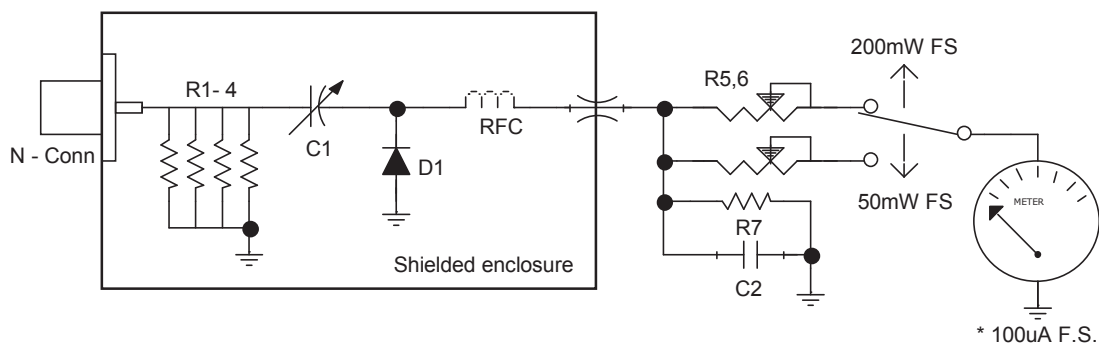 200mW FS
R1- 4
R5,6
N - Conn
C1
RFC
D1
50mW FS
METER
R7
Shielded enclosure
C2
* 100uA F.S.